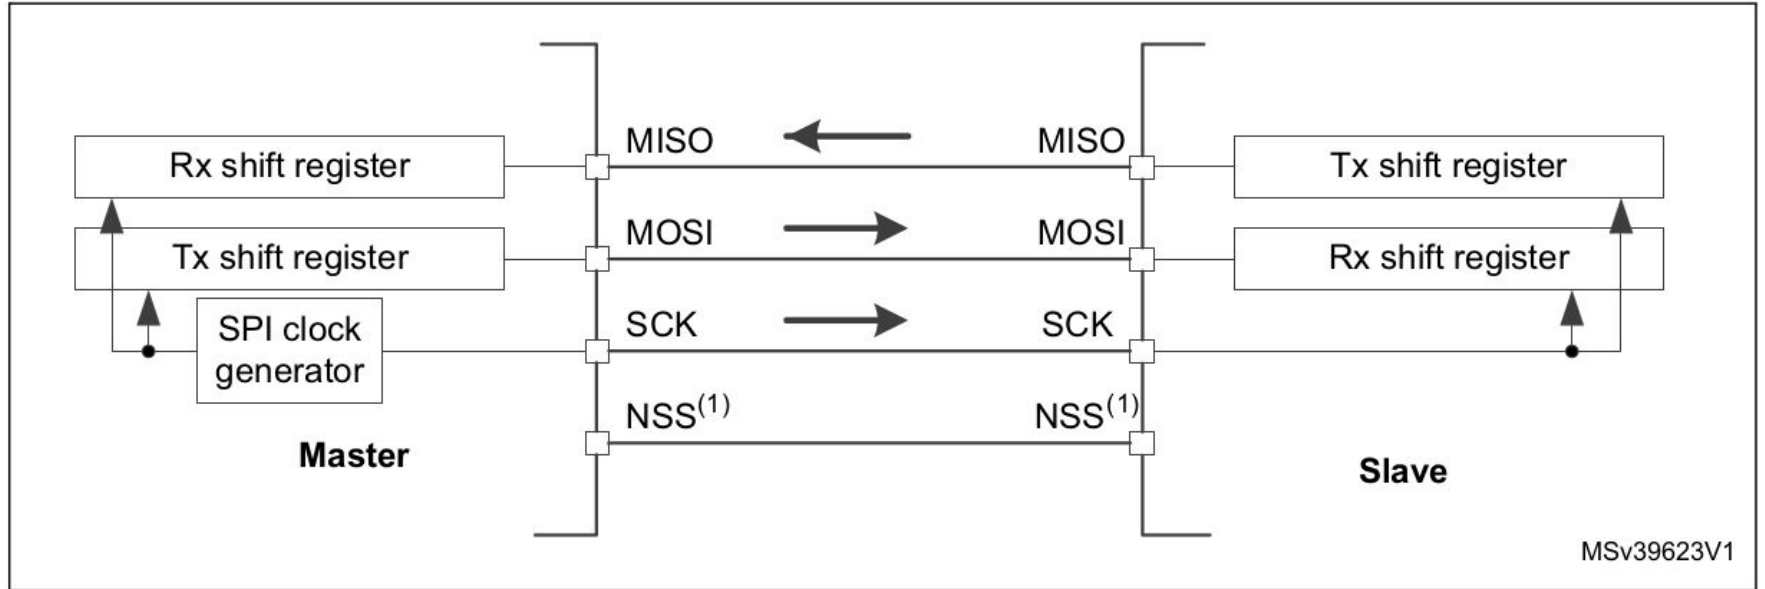 MISO MISO
Rx shift register Tx shift register
MOSI MOSI
Tx shift register Rx shift register
SCK SCK
SPI clock
generator
NSS(1) NSS(1)
Master Slave
MSv39623V1